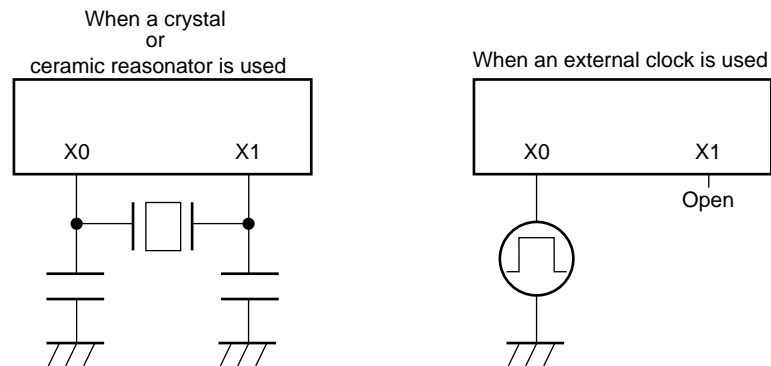 When a crystal
or
ceramic reasonator is used
X0 X1
When an external clock is used
X0 X1
Open